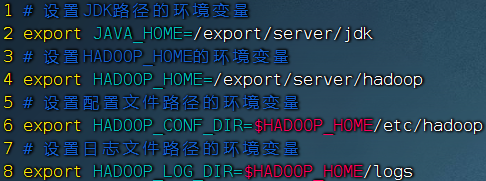 1 # 设置JDK路径的环境变量
2 export JAVA_HOME=/export/server/jdk
3 # 设置HADOOP_HOME的环境变量
4 export HADOOP_HOME=/export/server/hadoop
5 # 设置配置文件路径的环境变量
6 export HADOOP_CONF_DIR=$HADOOP_HOME/etc/hadoop
7 # 设置日志文件路径的环境变量
8 export HADOOP_LOG_DIR=$HADOOP_HOME/logs